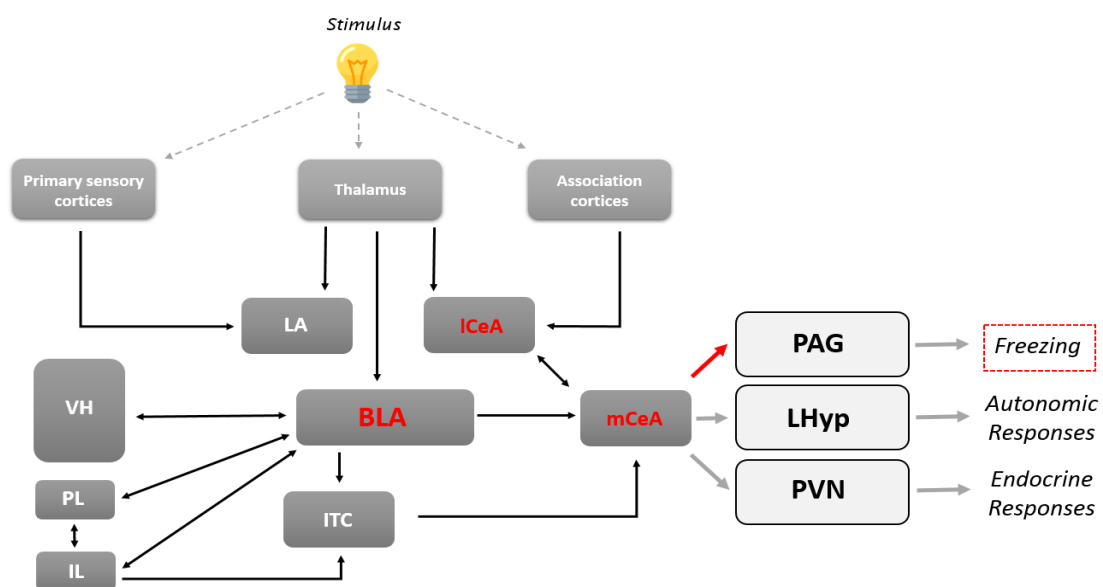 Stimulus
Primary sensory
cortices
Thalamus
Association
cortices
LA
lCeA
PAG
Freezing
VH
BLA
mCeA
LHyp
Autonomic
Responses
PL
ITC
PVN
Endocrine
Responses
IL